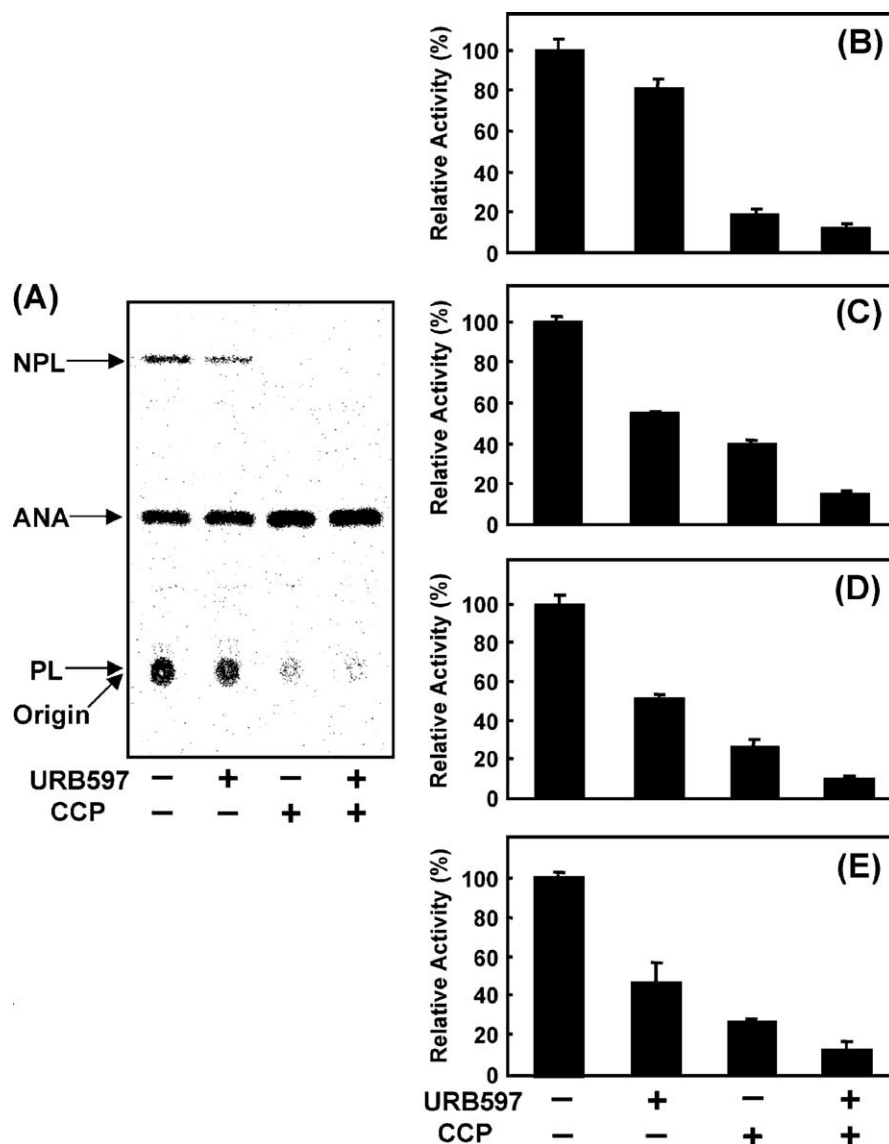 (A)
NPL
ANA
PL
Origin
URB597 − + − +
CCP − − + +
(B)
Relative Activity (%)
100
80
60
40
20
0
(C)
Relative Activity (%)
100
80
60
40
20
0
(D)
Relative Activity (%)
100
80
60
40
20
0
(E)
Relative Activity (%)
100
80
60
40
20
0
URB597 − + − +
CCP − − + +